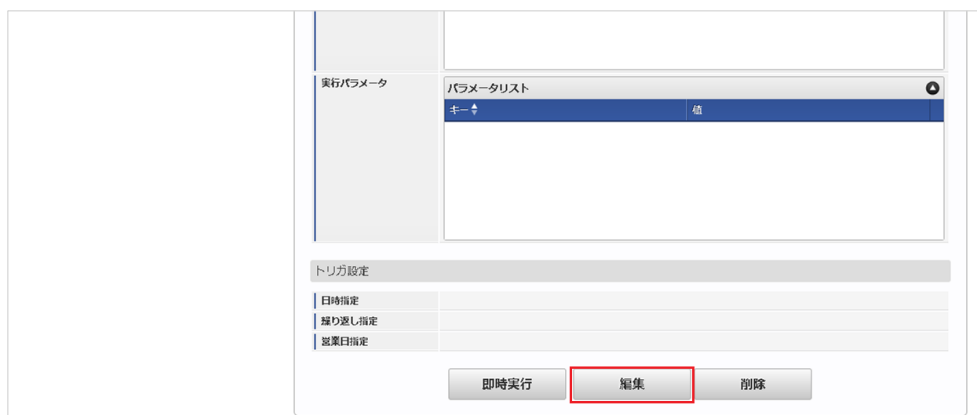 実行パラメータ
パラメータリスト
キー 値
トリガ設定
日時指定
繰り返し指定
営業日指定
即時実行 編集 削除